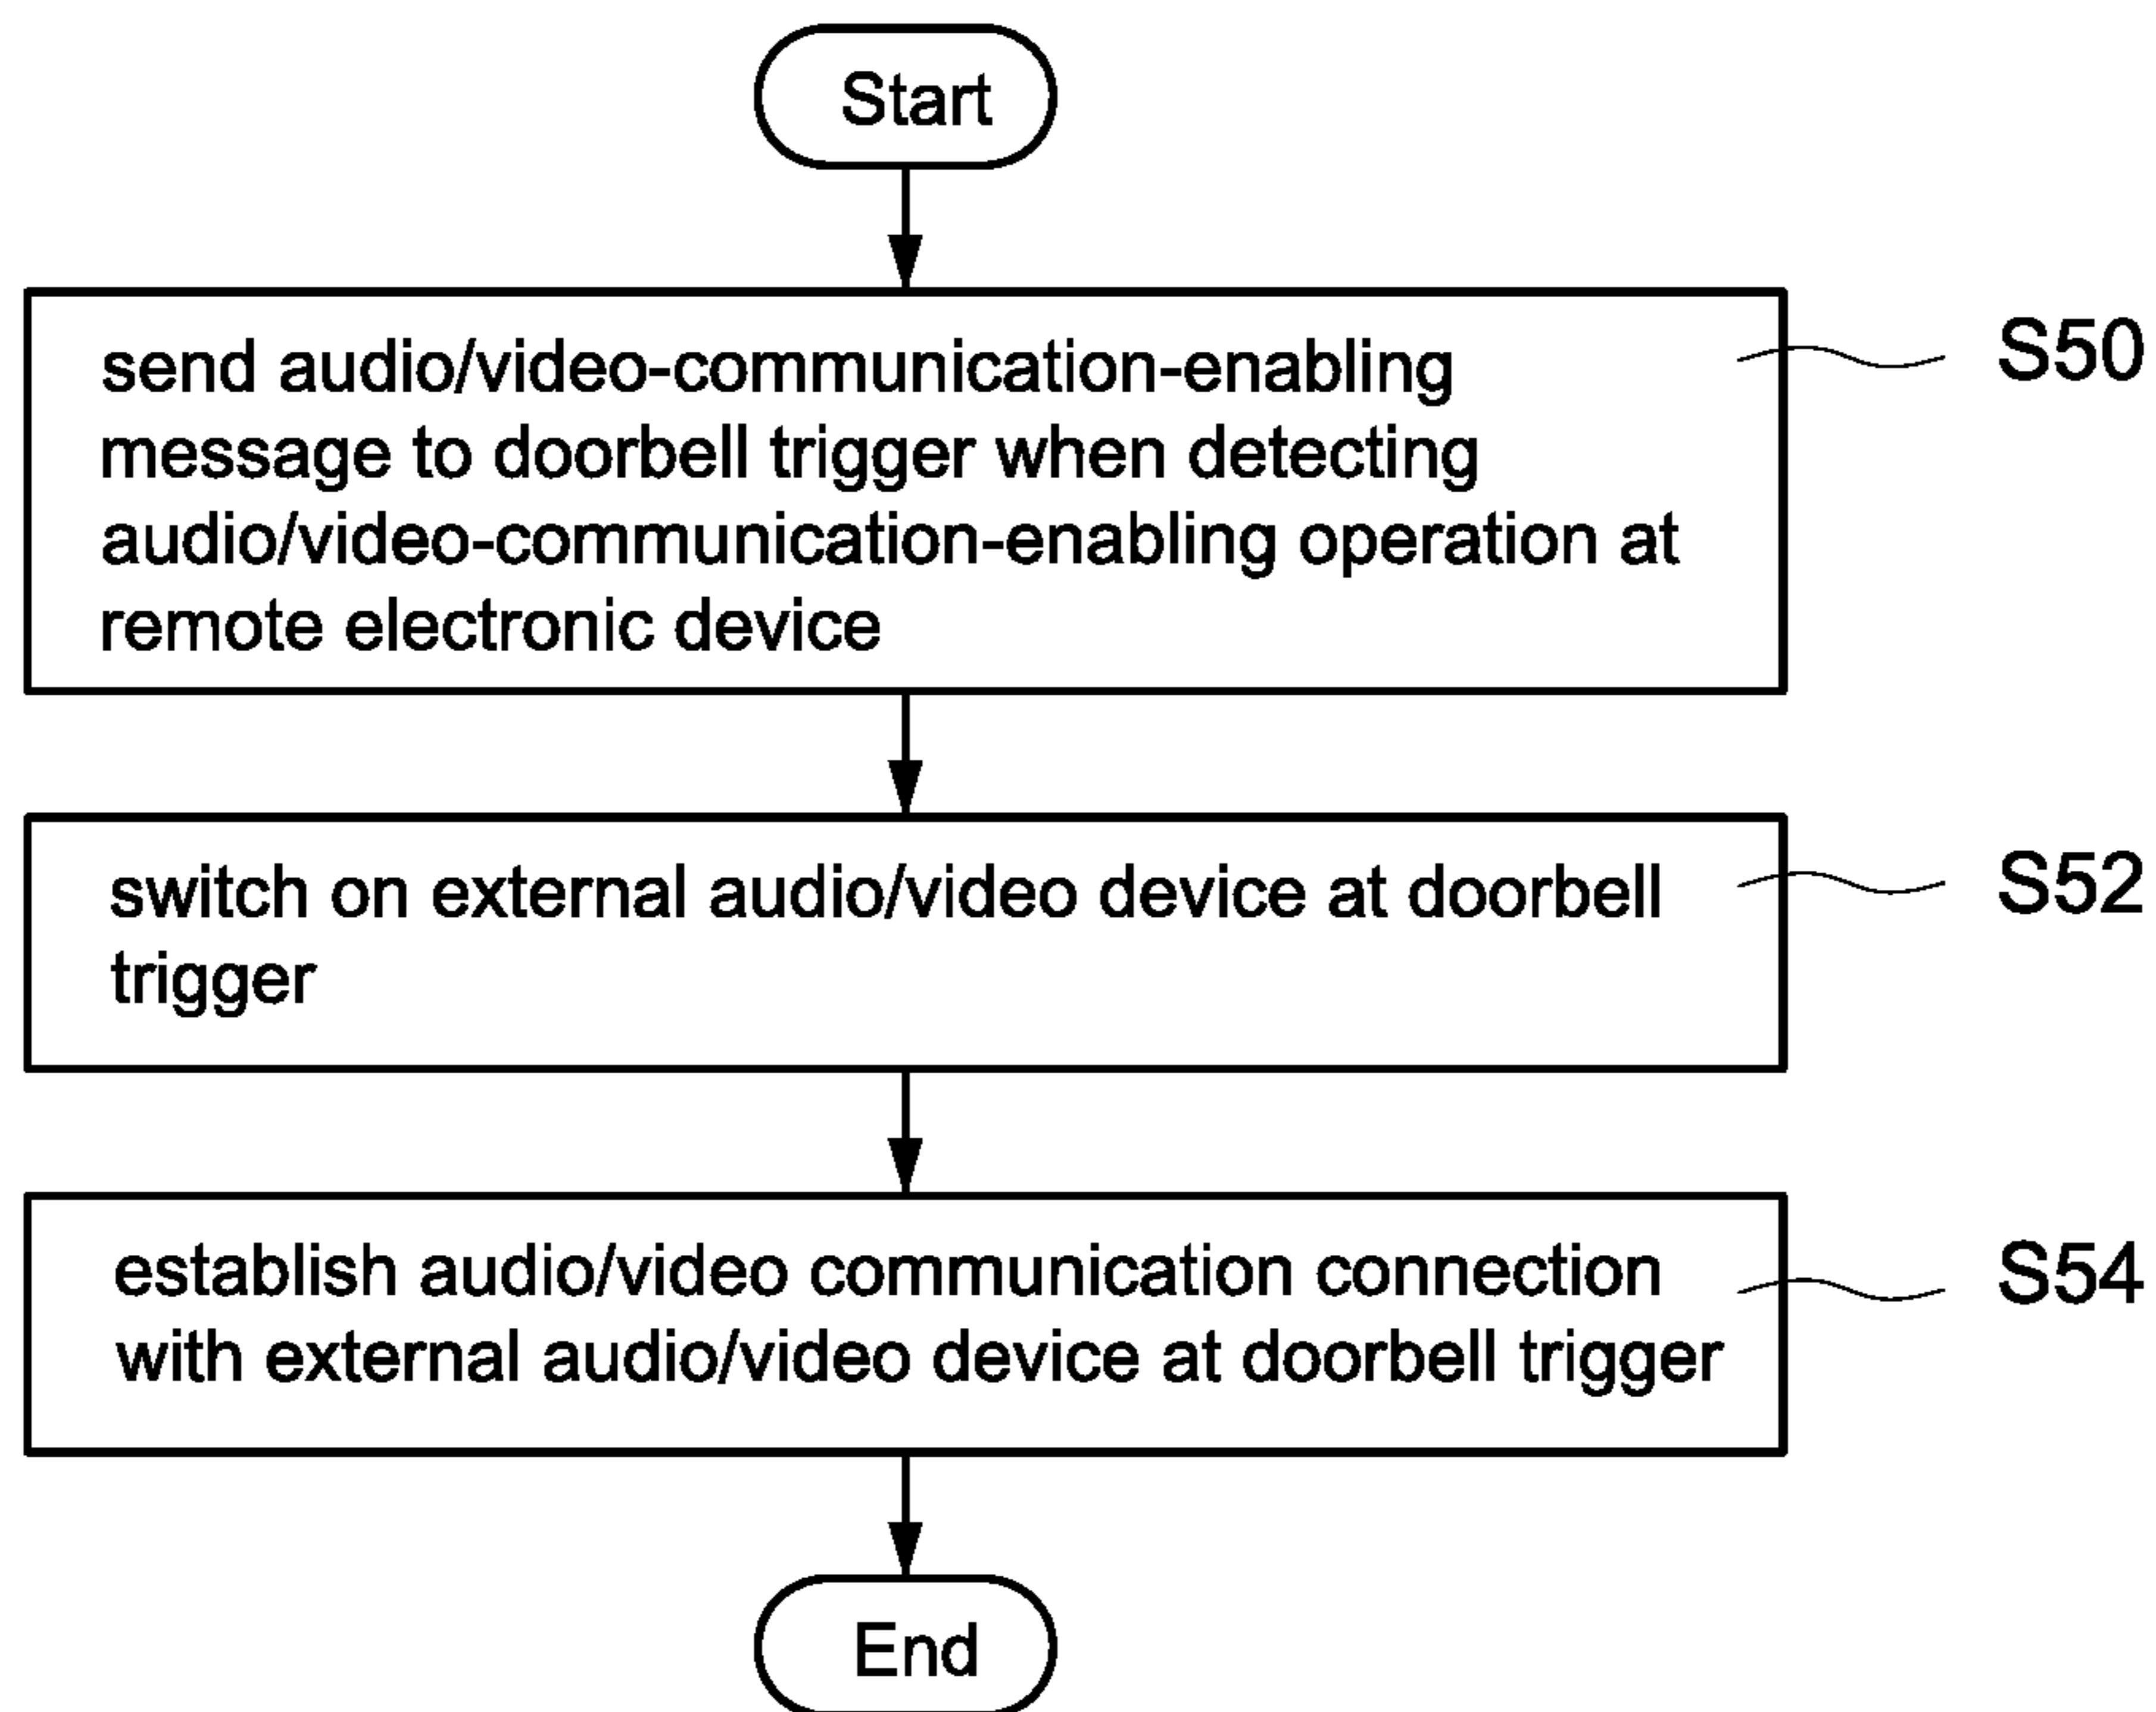 Start
send audio/video-communication-enabling
message to doorbell trigger when detecting
audio/video-communication-enabling operation at
remote electronic device
S50
switch on external audio/video device at doorbell
trigger
S52
establish audio/video communication connection
with external audio/video device at doorbell trigger
S54
End